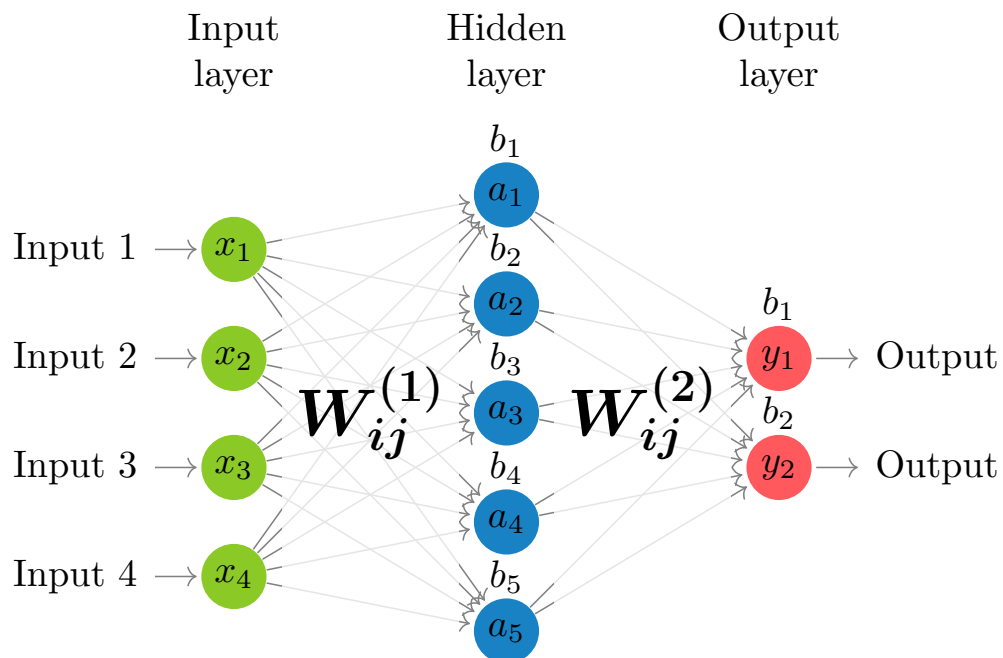 Input layer
Hidden layer
Output layer
b₁
a₁
Input 1
x₁
b₂
a₂
b₁
Input 2
x₂
y₁
Output
b₃
W_{ij}^{(1)}
a₃
W_{ij}^{(2)}
b₂
Input 3
x₃
b₄
y₂
Output
a₄
Input 4
x₄
b₅
a₅